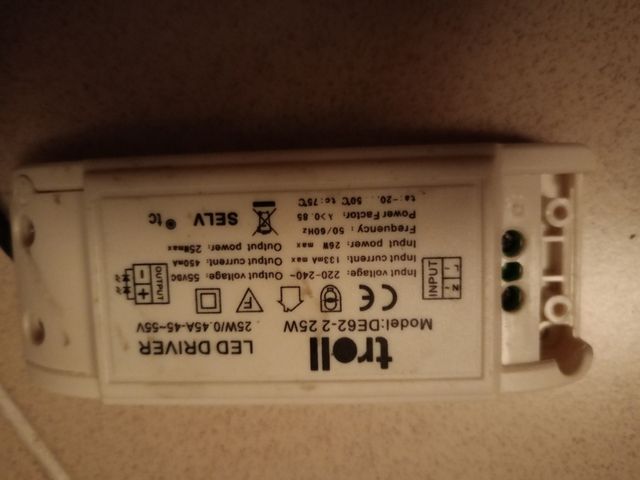 troll
LED DRIVER
Model:DE62-2 25W
25W/0.45A-45~55V
CE
F
Input voltage: 220-240~
Output voltage: 55VDC
Input current: 133mA max
Output current: 450mA
Input power: 26W max
Output power: 25Wmax
Frequency: 50/60Hz
Power Factor: λ>0.85
ta:-20...50℃ tc:75℃
SELV
tc
INPUT
~N
L
OUTPUT
+
-